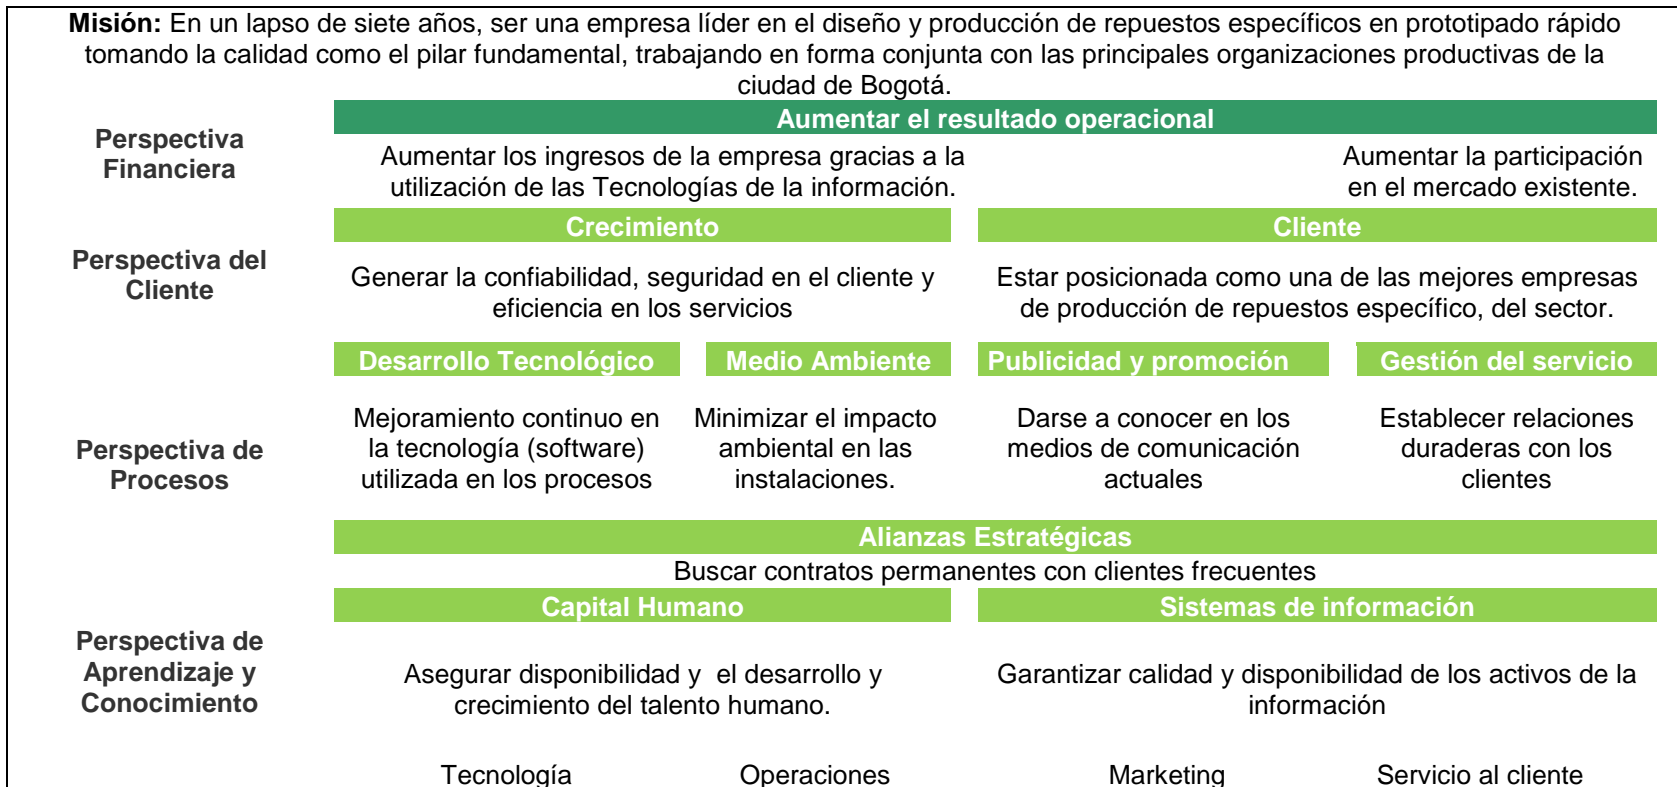 Misión: En un lapso de siete años, ser una empresa líder en el diseño y producción de repuestos específicos en prototipado rápido
tomando la calidad como el pilar fundamental, trabajando en forma conjunta con las principales organizaciones productivas de la
ciudad de Bogotá.
Perspectiva
Financiera
Aumentar el resultado operacional
Aumentar los ingresos de la empresa gracias a la
utilización de las Tecnologías de la información.
Aumentar la participación
en el mercado existente.
Perspectiva del
Cliente
Crecimiento
Generar la confiabilidad, seguridad en el cliente y
eficiencia en los servicios
Cliente
Estar posicionada como una de las mejores empresas
de producción de repuestos específico, del sector.
Perspectiva de
Procesos
Desarrollo Tecnológico
Mejoramiento continuo en
la tecnología (software)
utilizada en los procesos
Medio Ambiente
Minimizar el impacto
ambiental en las
instalaciones.
Publicidad y promoción
Darse a conocer en los
medios de comunicación
actuales
Gestión del servicio
Establecer relaciones
duraderas con los
clientes
Alianzas Estratégicas
Buscar contratos permanentes con clientes frecuentes
Perspectiva de
Aprendizaje y
Conocimiento
Capital Humano
Asegurar disponibilidad y el desarrollo y
crecimiento del talento humano.
Sistemas de información
Garantizar calidad y disponibilidad de los activos de la
información
Tecnología
Operaciones
Marketing
Servicio al cliente